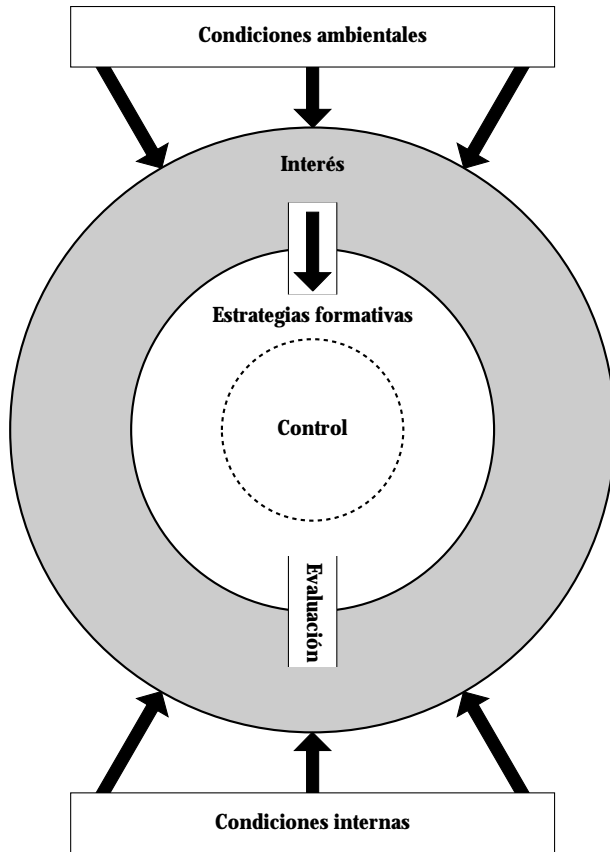 Condiciones ambientales
Interés
Estrategias formativas
Control
Evaluación
Condiciones internas